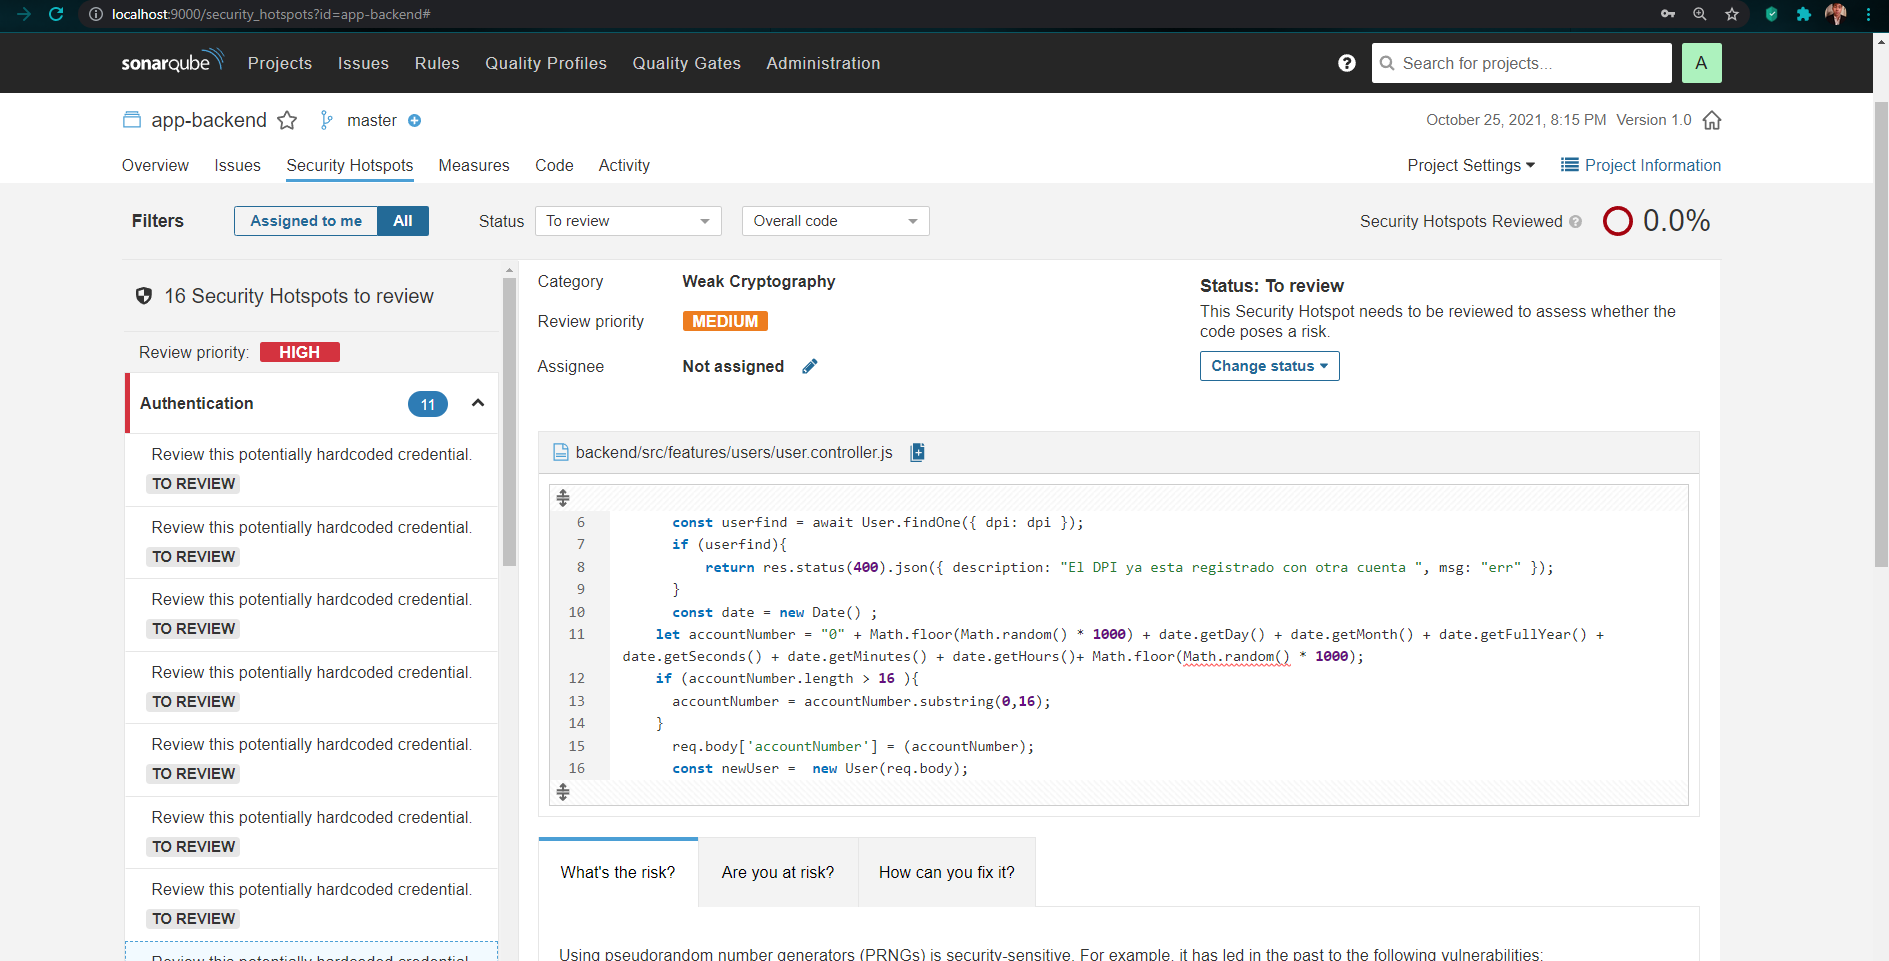 localhost:9000/security_hotspots?id=app-backend#
sonarqube Projects Issues Rules Quality Profiles Quality Gates Administration ? Search for projects... A
app-backend master October 25, 2021, 8:15 PM Version 1.0
Overview Issues Security Hotspots Measures Code Activity Project Settings Project Information
Filters Assigned to me All Status To review Overall code Security Hotspots Reviewed ? 0.0%
16 Security Hotspots to review
Review priority: HIGH
Authentication 11
Review this potentially hardcoded credential.
TO REVIEW
Review this potentially hardcoded credential.
TO REVIEW
Review this potentially hardcoded credential.
TO REVIEW
Review this potentially hardcoded credential.
TO REVIEW
Review this potentially hardcoded credential.
TO REVIEW
Review this potentially hardcoded credential.
TO REVIEW
Review this potentially hardcoded credential.
TO REVIEW
Review this potentially hardcoded credential.
Category Weak Cryptography
Review priority MEDIUM
Assignee Not assigned
Status: To review
This Security Hotspot needs to be reviewed to assess whether the
code poses a risk.
Change status
backend/src/features/users/user.controller.js
6 const userfind = await User.findOne({ dpi: dpi });
7 if (userfind){
8 return res.status(400).json({ description: "El DPI ya esta registrado con otra cuenta ", msg: "err" });
9 }
10 const date = new Date() ;
11 let accountNumber = "0" + Math.floor(Math.random() * 1000) + date.getDay() + date.getMonth() + date.getFullYear() +
date.getSeconds() + date.getMinutes() + date.getHours()+ Math.floor(Math.random() * 1000);
12 if (accountNumber.length > 16 ){
13 accountNumber = accountNumber.substring(0,16);
14 }
15 req.body['accountNumber'] = (accountNumber);
16 const newUser = new User(req.body);
What's the risk? Are you at risk? How can you fix it?
Using pseudorandom number generators (PRNGs) is security-sensitive. For example, it has led in the past to the following vulnerabilities: